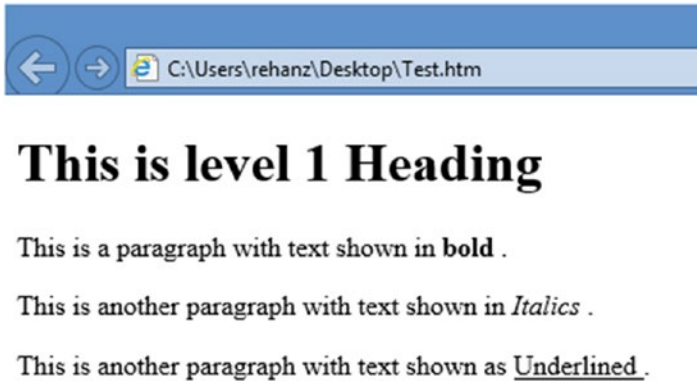 C:\Users\rehanz\Desktop\Test.htm
This is level 1 Heading
This is a paragraph with text shown in bold .
This is another paragraph with text shown in Italics .
This is another paragraph with text shown as Underlined .